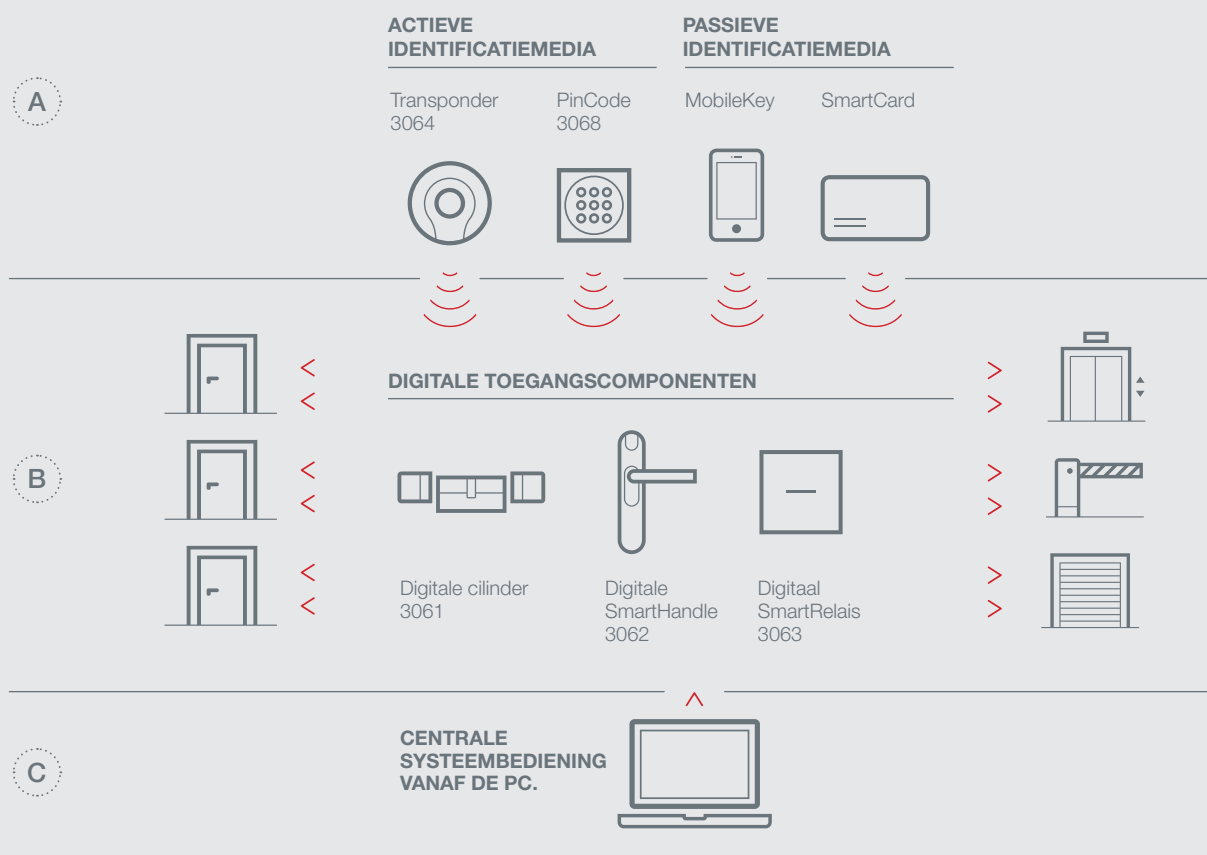 ACTIEVE
IDENTIFICATIEMEDIA
PASSIEVE
IDENTIFICATIEMEDIA
A
Transponder
3064
PinCode
3068
MobileKey
SmartCard
DIGITALE TOEGANGSCOMPONENTEN
B
Digitale cilinder
3061
Digitale
SmartHandle
3062
Digitaal
SmartRelais
3063
C
CENTRALE
SYSTEEMBEDIENING
VANAF DE PC.